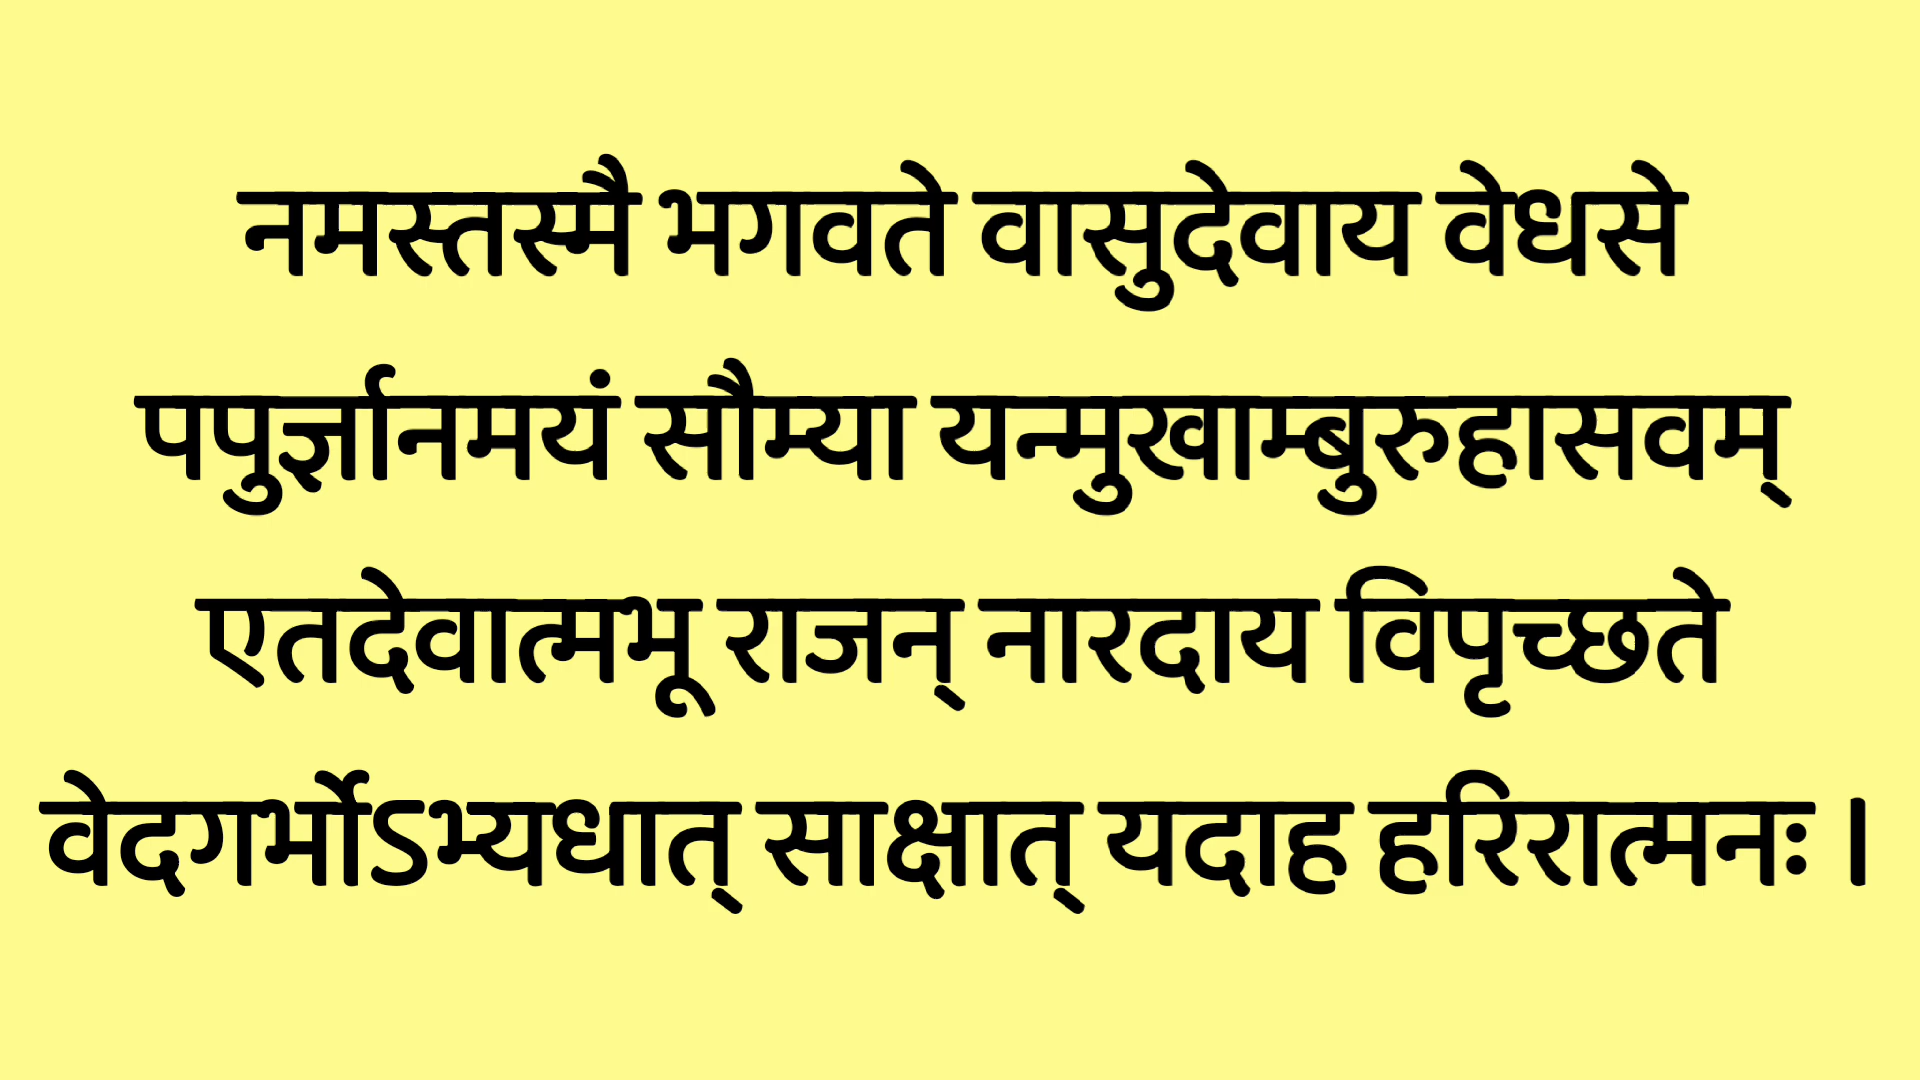 नमस्तस्मै भगवते वासुदेवाय वेधसे
पपुर्ज्ञानमयं सौम्या यन्मुखाम्बुरुहासवम्
एतदेवात्मभू राजन् नारदाय विपृच्छते
वेदगर्भोऽभ्यधात् साक्षात् यदाह हरिरात्मनः ।